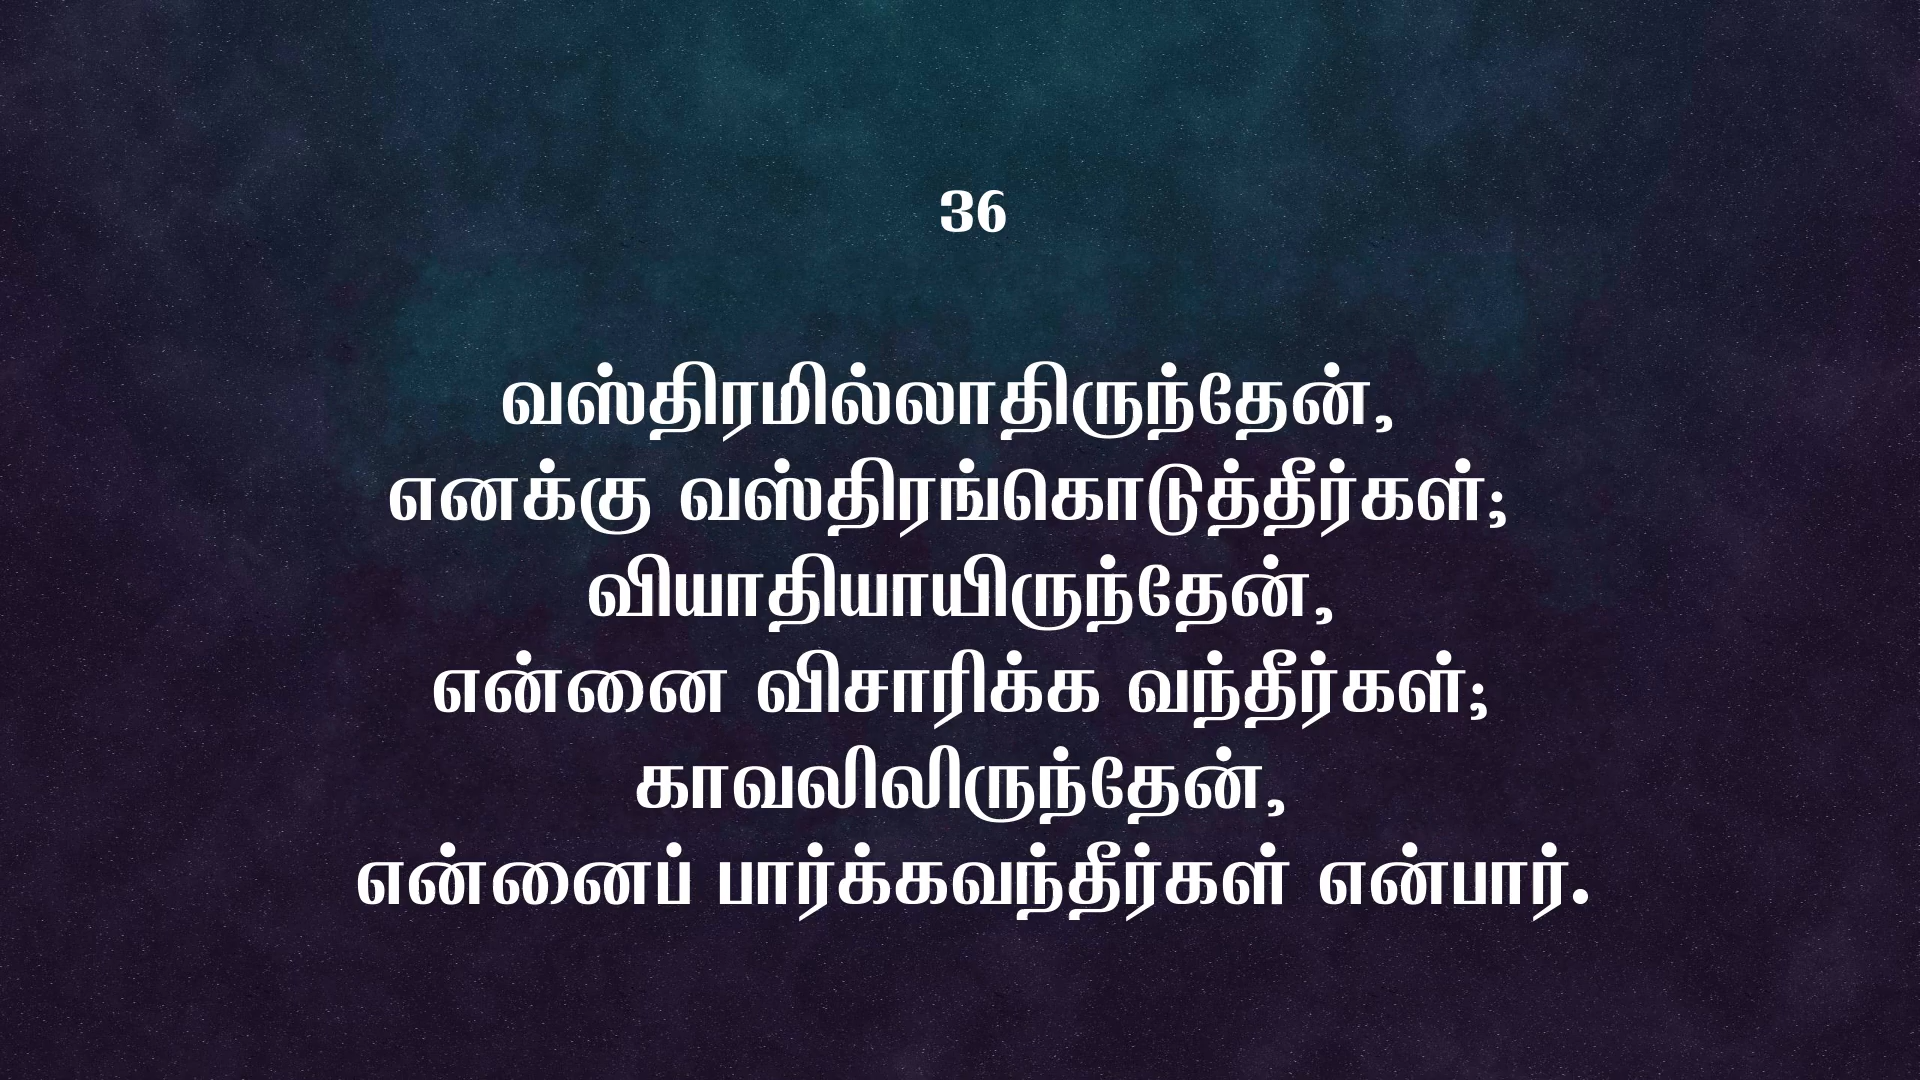 36
வஸ்திரமில்லாதிருந்தேன்,
எனக்கு வஸ்திரங்கொடுத்தீர்கள்;
வியாதியாயிருந்தேன்,
என்னை விசாரிக்க வந்தீர்கள்;
காவலிலிருந்தேன்,
என்னைப் பார்க்கவந்தீர்கள் என்பார்.